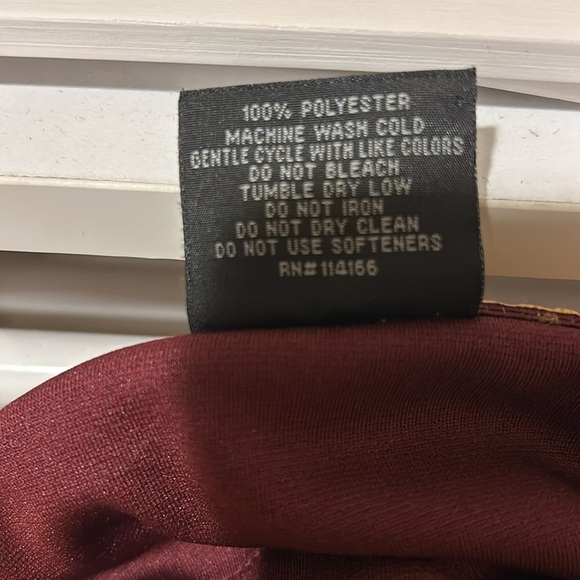 100% POLYESTER
MACHINE WASH COLD
GENTLE CYCLE WITH LIKE COLORS
DO NOT BLEACH
TUMBLE DRY LOW
DO NOT IRON
DO NOT DRY CLEAN
DO NOT USE SOFTENERS
RN# 114166